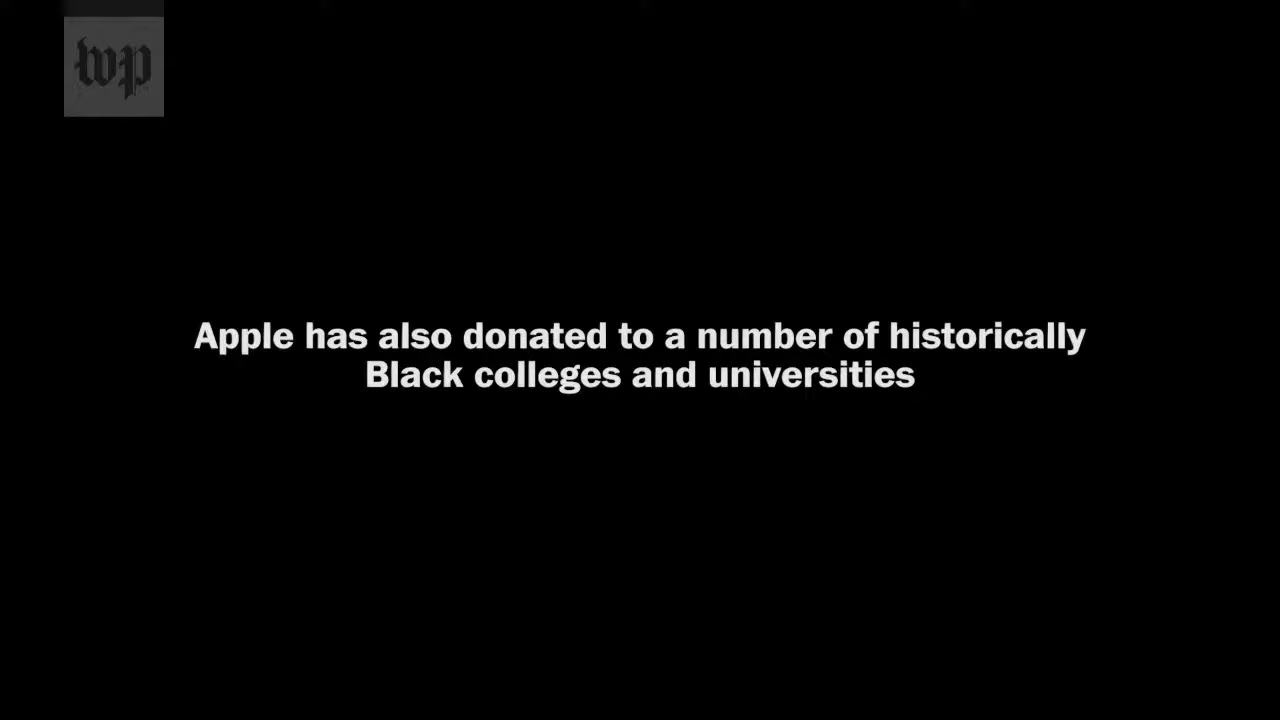 wp
Apple has also donated to a number of historically
Black colleges and universities